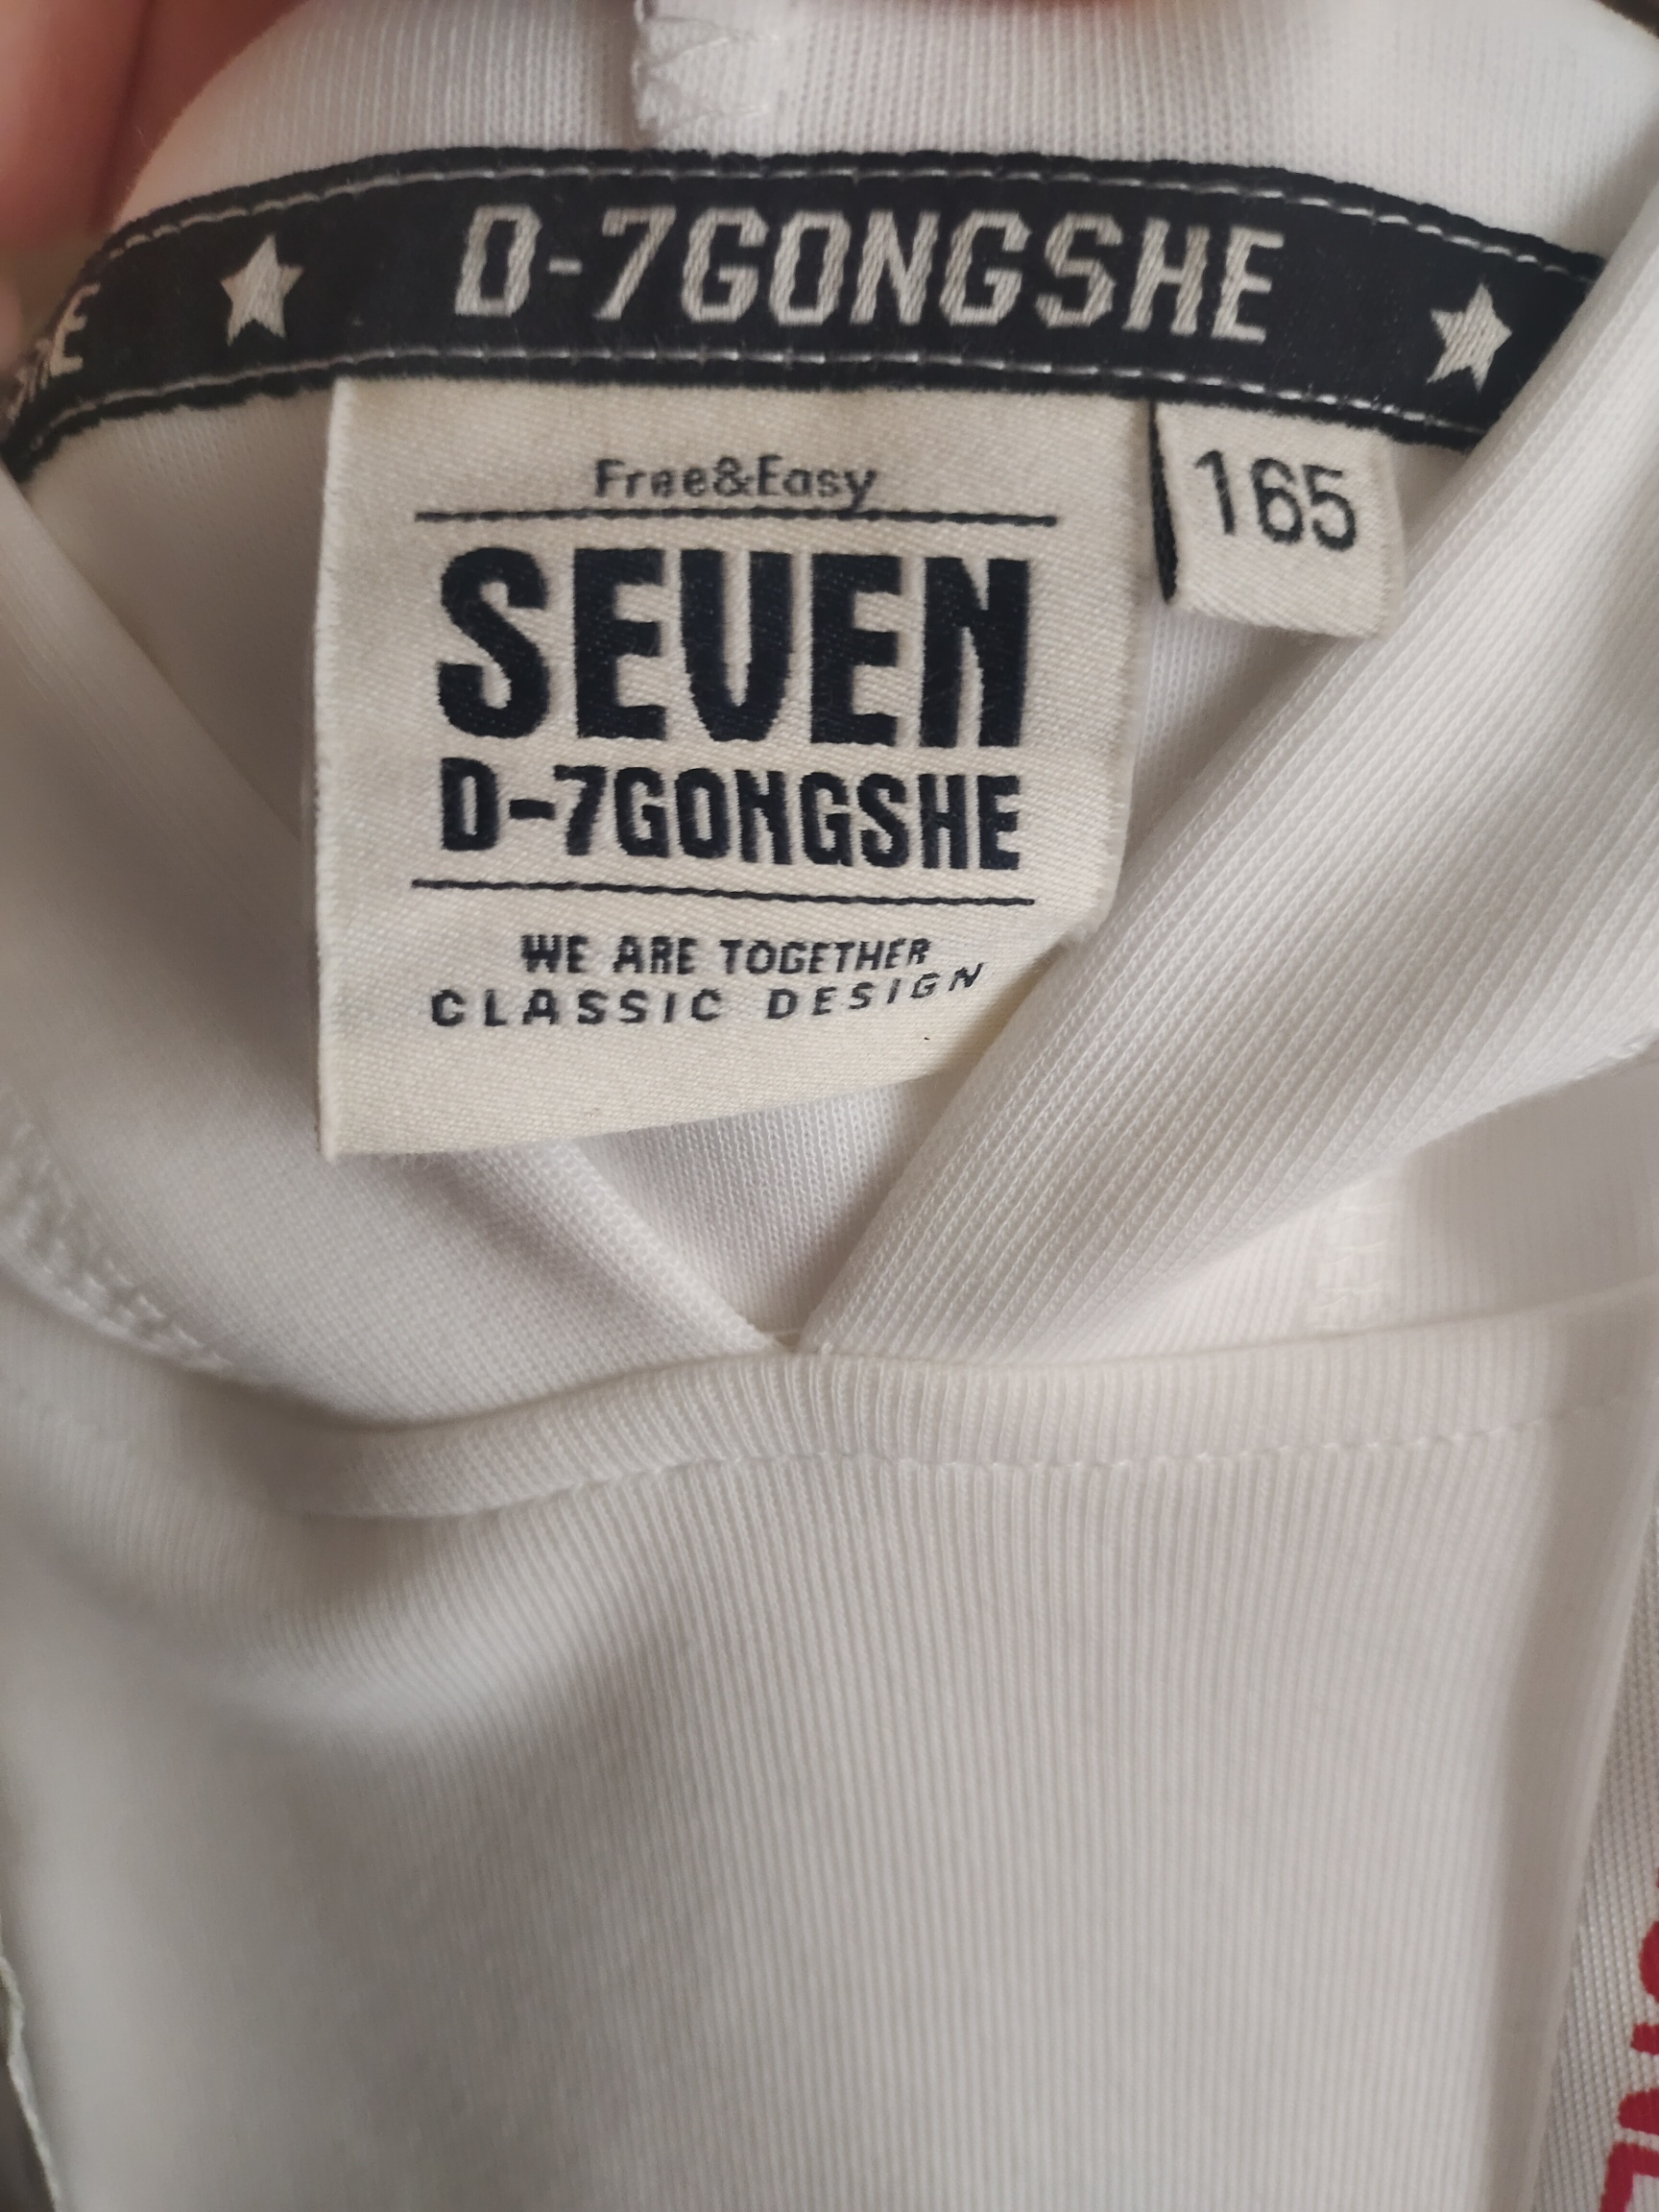 D-7GONGSHE
Free&Easy
165
SEVEN
D-7GONGSHE
WE ARE TOGETHER
CLASSIC DESIGN